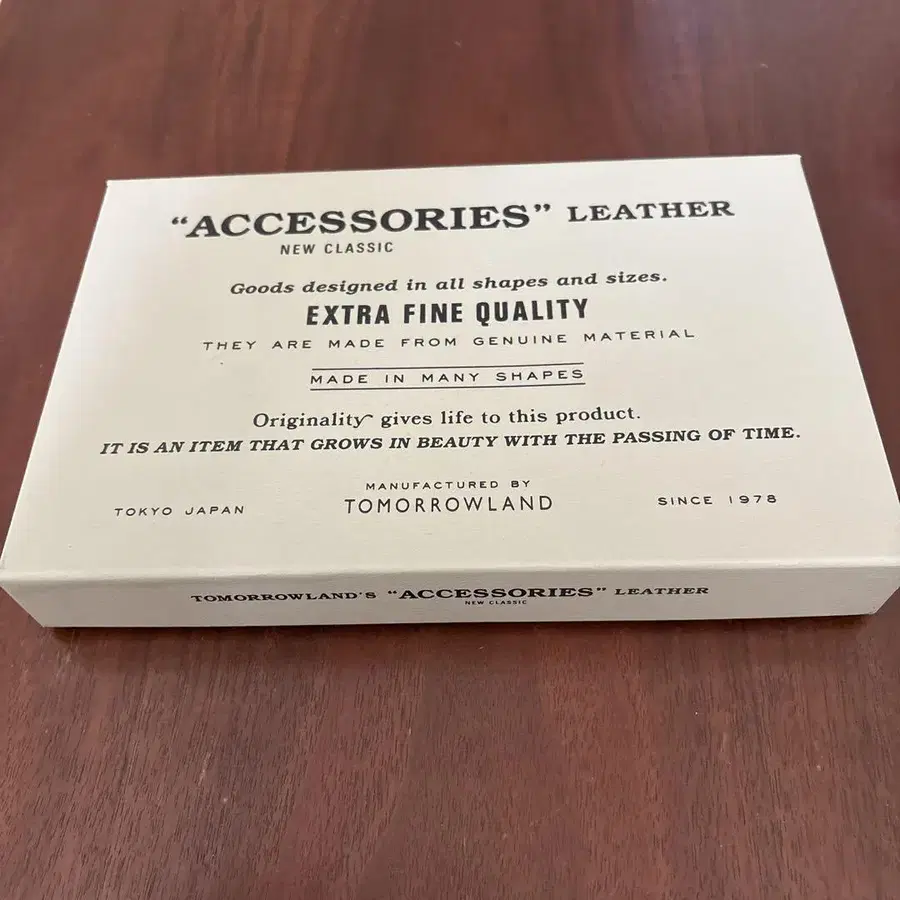 “ACCESSORIES” LEATHER
NEW CLASSIC
Goods designed in all shapes and sizes.
EXTRA FINE QUALITY
THEY ARE MADE FROM GENUINE MATERIAL
MADE IN MANY SHAPES
Originality gives life to this product.
IT IS AN ITEM THAT GROWS IN BEAUTY WITH THE PASSING OF TIME.
MANUFACTURED BY
TOKYO JAPAN TOMORROWLAND SINCE 1978
TOMORROWLAND'S “ACCESSORIES” LEATHER
NEW CLASSIC